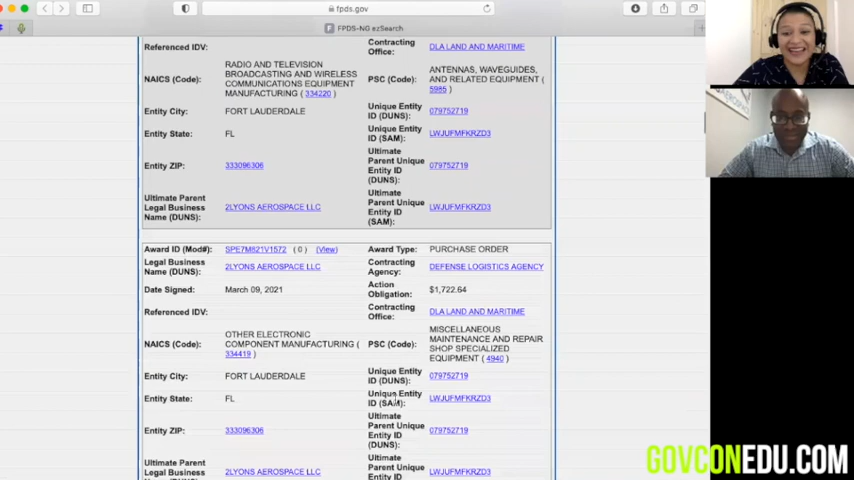 fpds.gov
FPDS-NG ezSearch
Referenced IDV:
Contracting Office: DLA LAND AND MARITIME
NAICS (Code): RADIO AND TELEVISION BROADCASTING AND WIRELESS COMMUNICATIONS EQUIPMENT MANUFACTURING ( 334220 )
PSC (Code): ANTENNAS, WAVEGUIDES, AND RELATED EQUIPMENT ( 5985 )
Entity City: FORT LAUDERDALE
Unique Entity ID (DUNS): 079752719
Entity State: FL
Unique Entity ID (SAM): LWJUFMFKRZD3
Entity ZIP: 333096306
Ultimate Parent Unique Entity ID (DUNS): 079752719
Ultimate Parent Legal Business Name (DUNS): 2LYONS AEROSPACE LLC
Ultimate Parent Unique Entity ID (SAM): LWJUFMFKRZD3
Award ID (Mod#): SPE7M821V1572 ( 0 ) (View)
Award Type: PURCHASE ORDER
Legal Business Name (DUNS): 2LYONS AEROSPACE LLC
Contracting Agency: DEFENSE LOGISTICS AGENCY
Date Signed: March 09, 2021
Action Obligation: $1,722.64
Referenced IDV:
Contracting Office: DLA LAND AND MARITIME
NAICS (Code): OTHER ELECTRONIC COMPONENT MANUFACTURING ( 334419 )
PSC (Code): MISCELLANEOUS MAINTENANCE AND REPAIR SHOP SPECIALIZED EQUIPMENT ( 4940 )
Entity City: FORT LAUDERDALE
Unique Entity ID (DUNS): 079752719
Entity State: FL
Unique Entity ID (SAM): LWJUFMFKRZD3
Entity ZIP: 333096306
Ultimate Parent Unique Entity ID (DUNS): 079752719
Ultimate Parent Legal Business 2LYONS AEROSPACE LLC
Ultimate Parent Unique LWJUFMFKRZD3
GOVCONEDU.COM